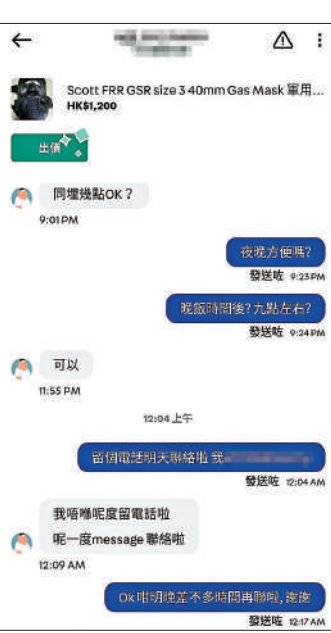 Scott FRR GSR size 3 40mm Gas Mask 軍用...
HK$1,200
出價
同埋幾點OK？
9:01 PM
夜晚方便嗎?
發送咗 9:23 PM
晚飯時間後? 九點左右?
發送咗 9:24 PM
可以
11:55 PM
12:04 上午
留個電話明天聯絡啦 我
發送咗 12:04 AM
我唔喺呢度留電話啦
呢一度message 聯絡啦
12:09 AM
Ok 咁明晚差不多時間再聯啦, 謝謝
發送咗 12:17 AM